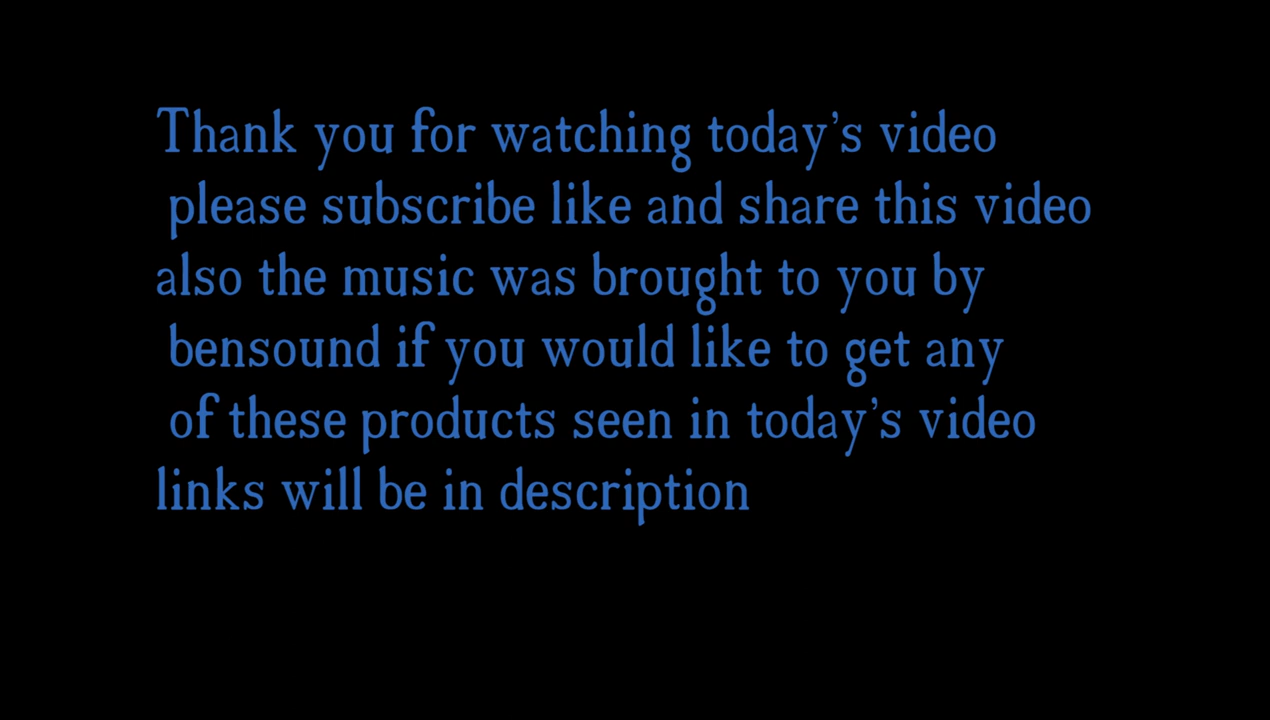 Thank you for watching today’s video
please subscribe like and share this video
also the music was brought to you by
bensound if you would like to get any
of these products seen in today’s video
links will be in description